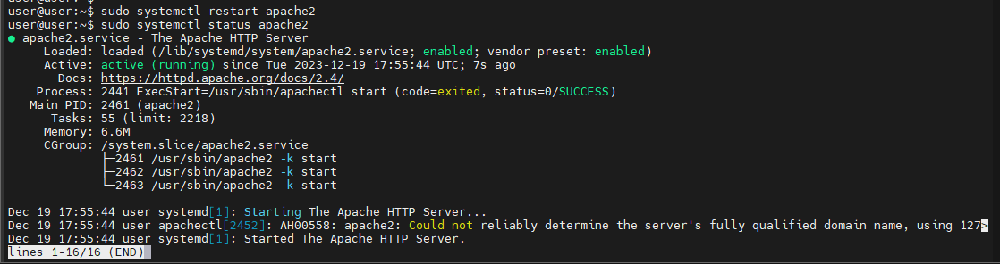 user@user:~$
user@user:~$ sudo systemctl restart apache2
user@user:~$ sudo systemctl status apache2
● apache2.service - The Apache HTTP Server
     Loaded: loaded (/lib/systemd/system/apache2.service; enabled; vendor preset: enabled)
     Active: active (running) since Tue 2023-12-19 17:55:44 UTC; 7s ago
       Docs: https://httpd.apache.org/docs/2.4/
    Process: 2441 ExecStart=/usr/sbin/apachectl start (code=exited, status=0/SUCCESS)
   Main PID: 2461 (apache2)
      Tasks: 55 (limit: 2218)
     Memory: 6.6M
     CGroup: /system.slice/apache2.service
             ├─2461 /usr/sbin/apache2 -k start
             ├─2462 /usr/sbin/apache2 -k start
             └─2463 /usr/sbin/apache2 -k start
Dec 19 17:55:44 user systemd[1]: Starting The Apache HTTP Server...
Dec 19 17:55:44 user apachectl[2452]: AH00558: apache2: Could not reliably determine the server's fully qualified domain name, using 127>
Dec 19 17:55:44 user systemd[1]: Started The Apache HTTP Server.
lines 1-16/16 (END)